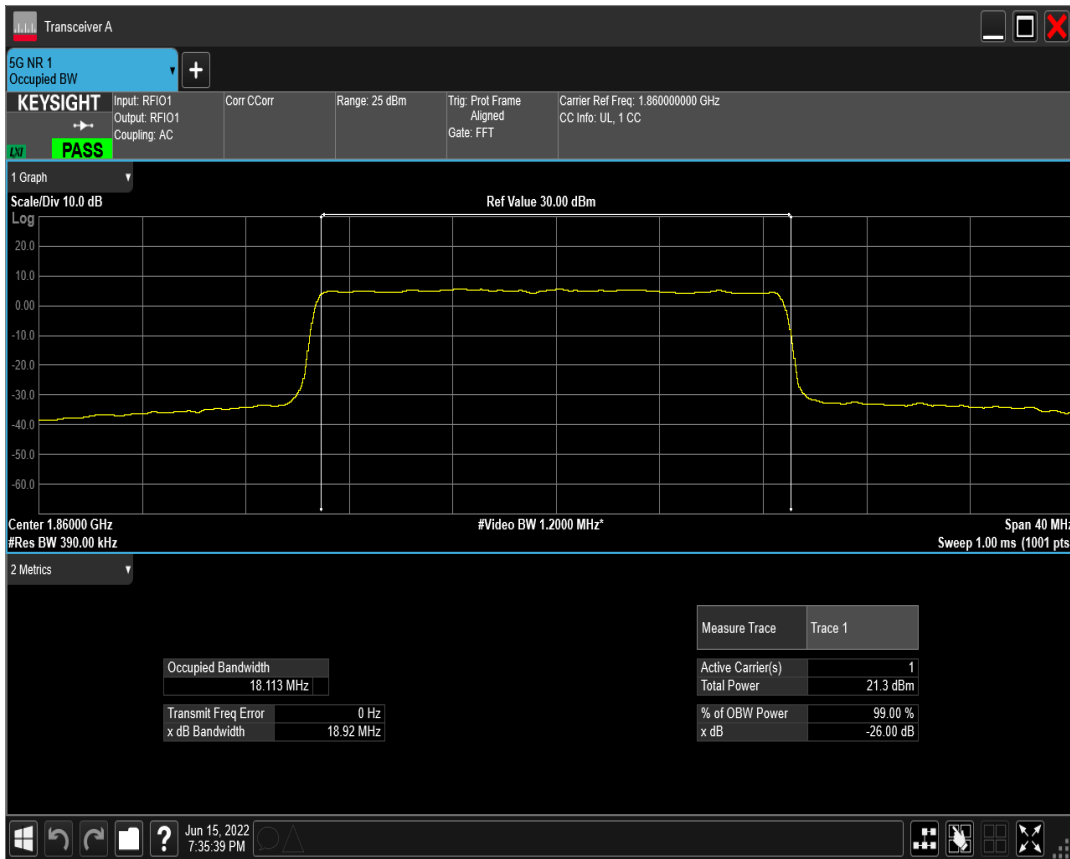 Transceiver A
5G NR 1
Occupied BW
KEYSIGHT
LXI
PASS
Input: RFIO1
Output: RFIO1
Coupling: AC
Corr CCorr
Range: 25 dBm
Trig: Prot Frame
Aligned
Gate: FFT
Carrier Ref Freq: 1.860000000 GHz
CC Info: UL, 1 CC
1 Graph
Scale/Div 10.0 dB
Ref Value 30.00 dBm
Log
20.0
10.0
0.00
-10.0
-20.0
-30.0
-40.0
-50.0
-60.0
Center 1.86000 GHz
#Video BW 1.2000 MHz*
Span 40 MHz
#Res BW 390.00 kHz
Sweep 1.00 ms (1001 pts
2 Metrics
Measure Trace Trace 1
Occupied Bandwidth
18.113 MHz
Active Carrier(s) 1
Total Power 21.3 dBm
Transmit Freq Error 0 Hz
x dB Bandwidth 18.92 MHz
% of OBW Power 99.00 %
x dB -26.00 dB
?
Jun 15, 2022
7:35:39 PM